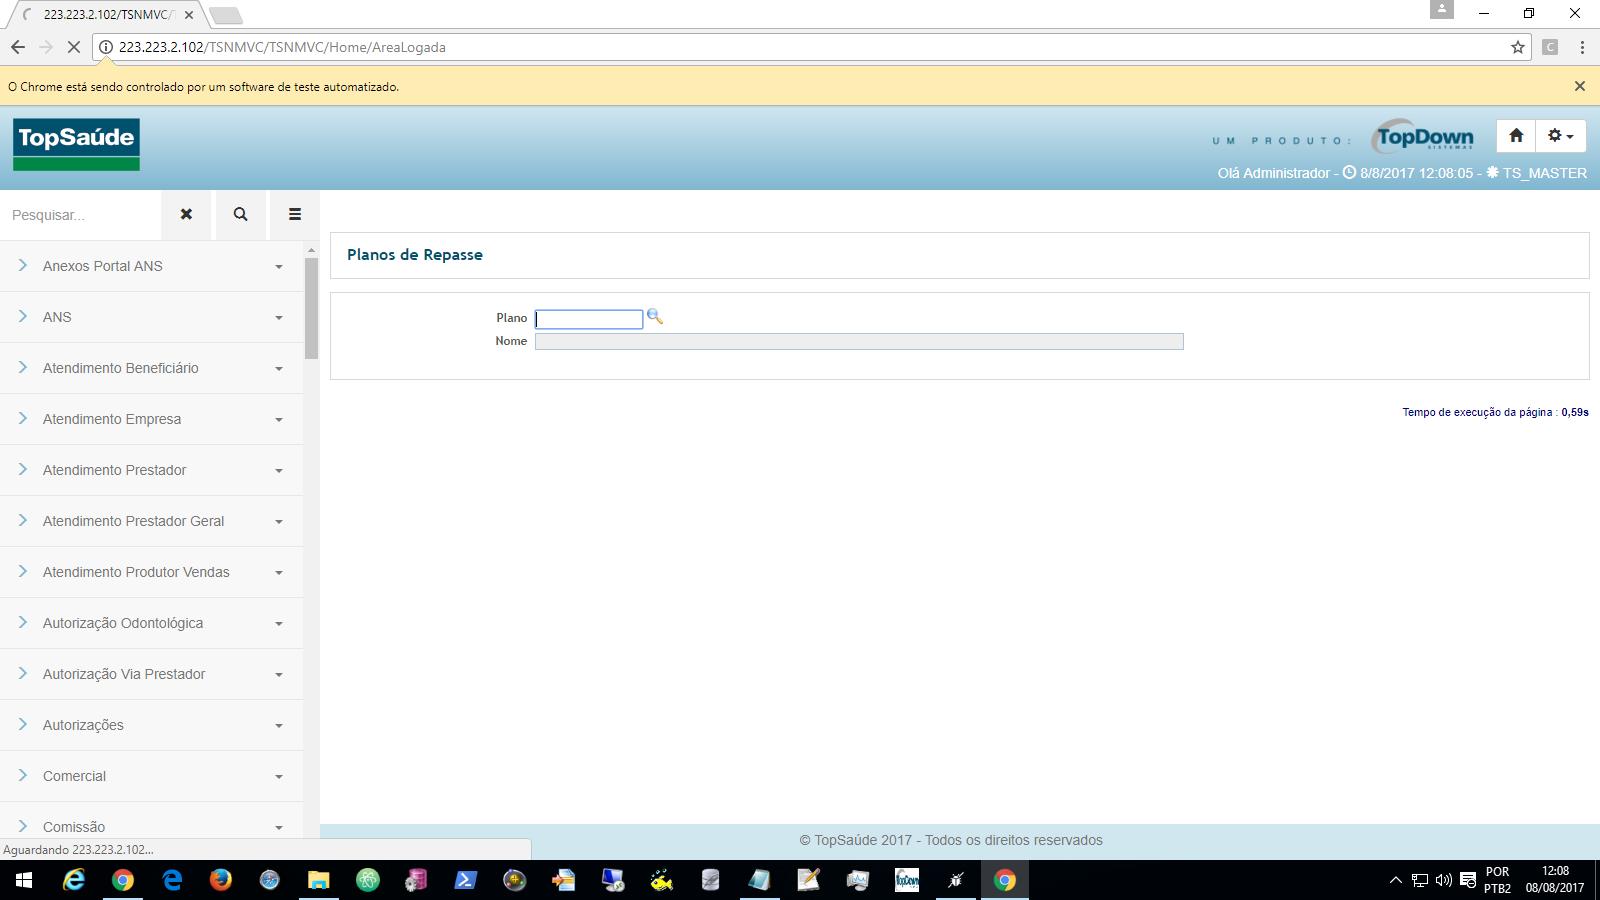 223.223.2.102/TSNMVC/
223.223.2.102/TSNMVC/TSNMVC/Home/AreaLogada
O Chrome está sendo controlado por um software de teste automatizado.
TopSaúde
UM PRODUTO:
TopDown
SISTEMAS
Olá Administrador - 8/8/2017 12:08:05 - TS_MASTER
Pesquisar...
Planos de Repasse
Anexos Portal ANS
ANS
Atendimento Beneficiário
Atendimento Empresa
Atendimento Prestador
Atendimento Prestador Geral
Atendimento Produtor Vendas
Autorização Odontológica
Autorização Via Prestador
Autorizações
Comercial
Comissão
Plano
Nome
Tempo de execução da página : 0,59s
© TopSaúde 2017 - Todos os direitos reservados
Aguardando 223.223.2.102...
TopDown
POR
PTB2
12:08
08/08/2017